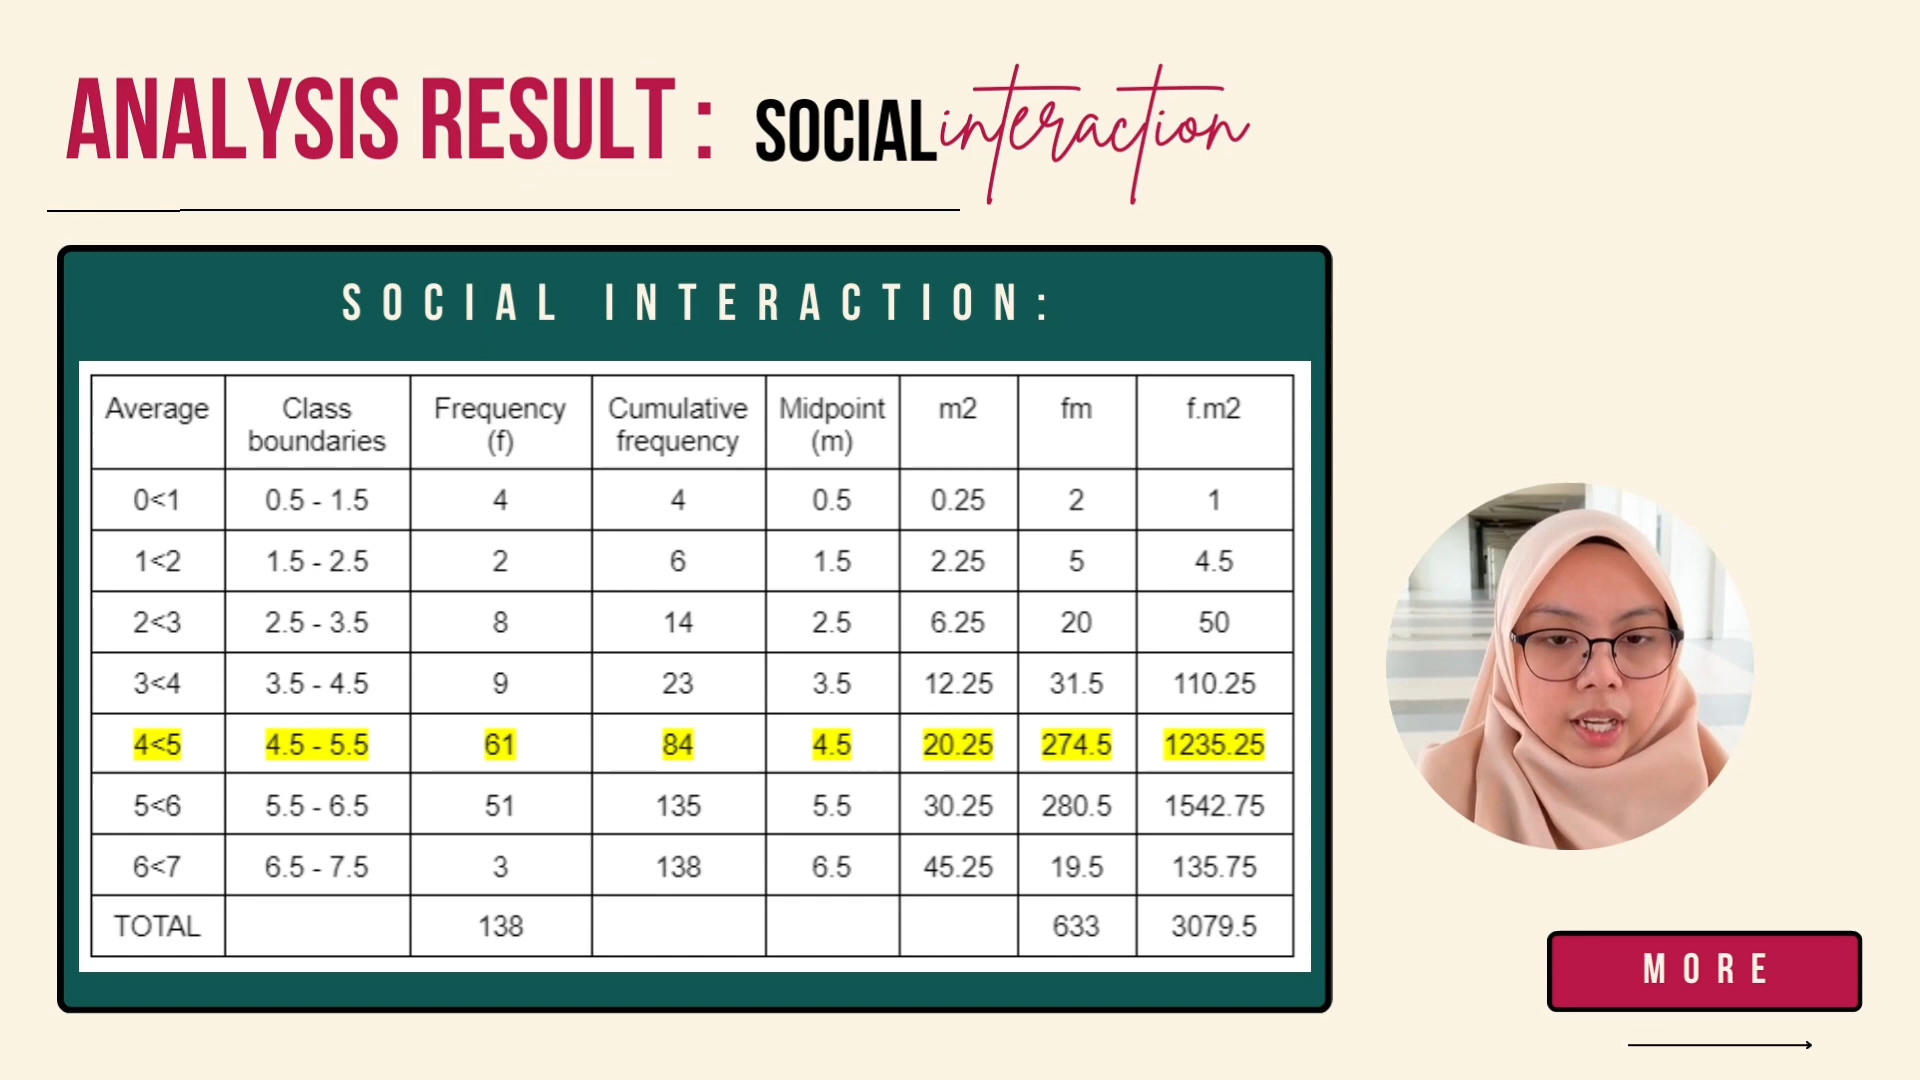 ANALYSIS RESULT : SOCIAL interaction
SOCIAL INTERACTION:
Average Class boundaries Frequency (f) Cumulative frequency Midpoint (m) m2 fm f.m2
0<1 0.5 - 1.5 4 4 0.5 0.25 2 1
1<2 1.5 - 2.5 2 6 1.5 2.25 5 4.5
2<3 2.5 - 3.5 8 14 2.5 6.25 20 50
3<4 3.5 - 4.5 9 23 3.5 12.25 31.5 110.25
4<5 4.5 - 5.5 61 84 4.5 20.25 274.5 1235.25
5<6 5.5 - 6.5 51 135 5.5 30.25 280.5 1542.75
6<7 6.5 - 7.5 3 138 6.5 45.25 19.5 135.75
TOTAL 138 633 3079.5
MORE